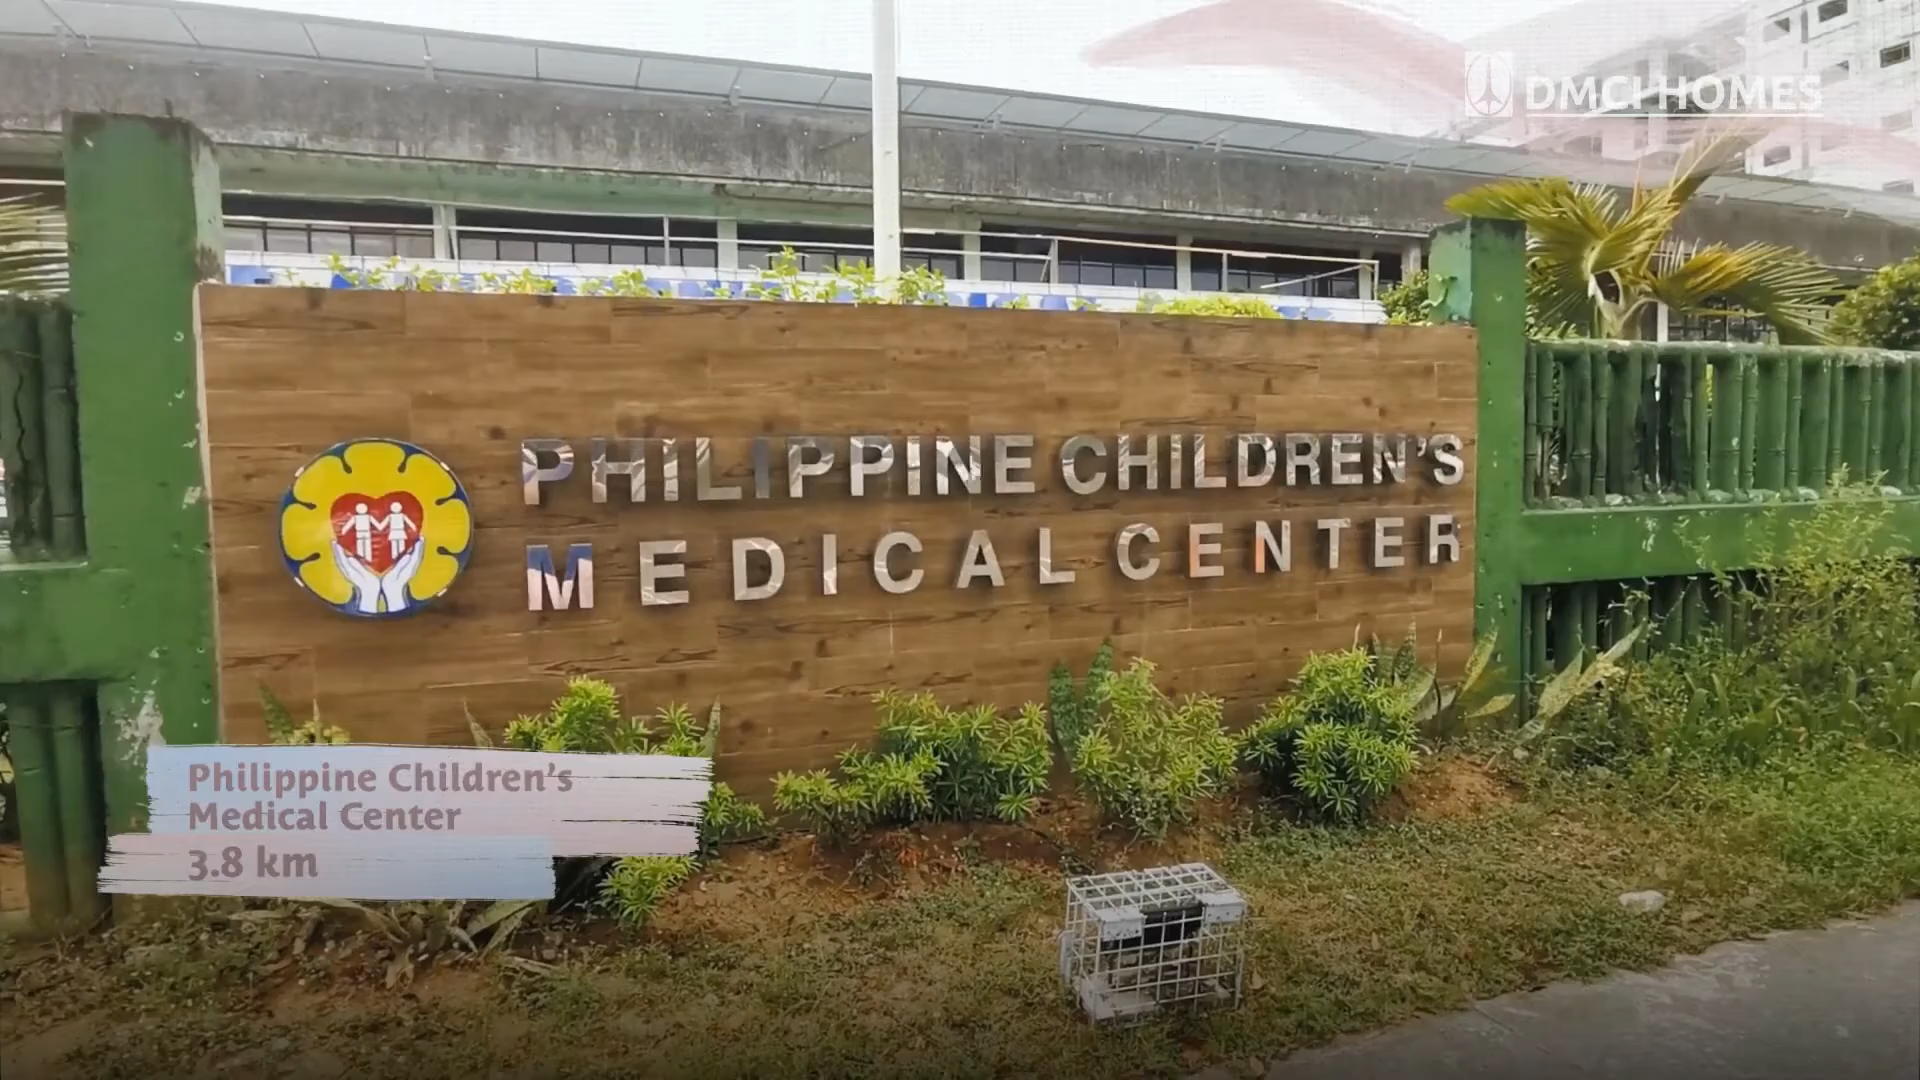 DMCI HOMES
PHILIPPINE CHILDREN'S
MEDICAL CENTER
Philippine Children's
Medical Center
3.8 km